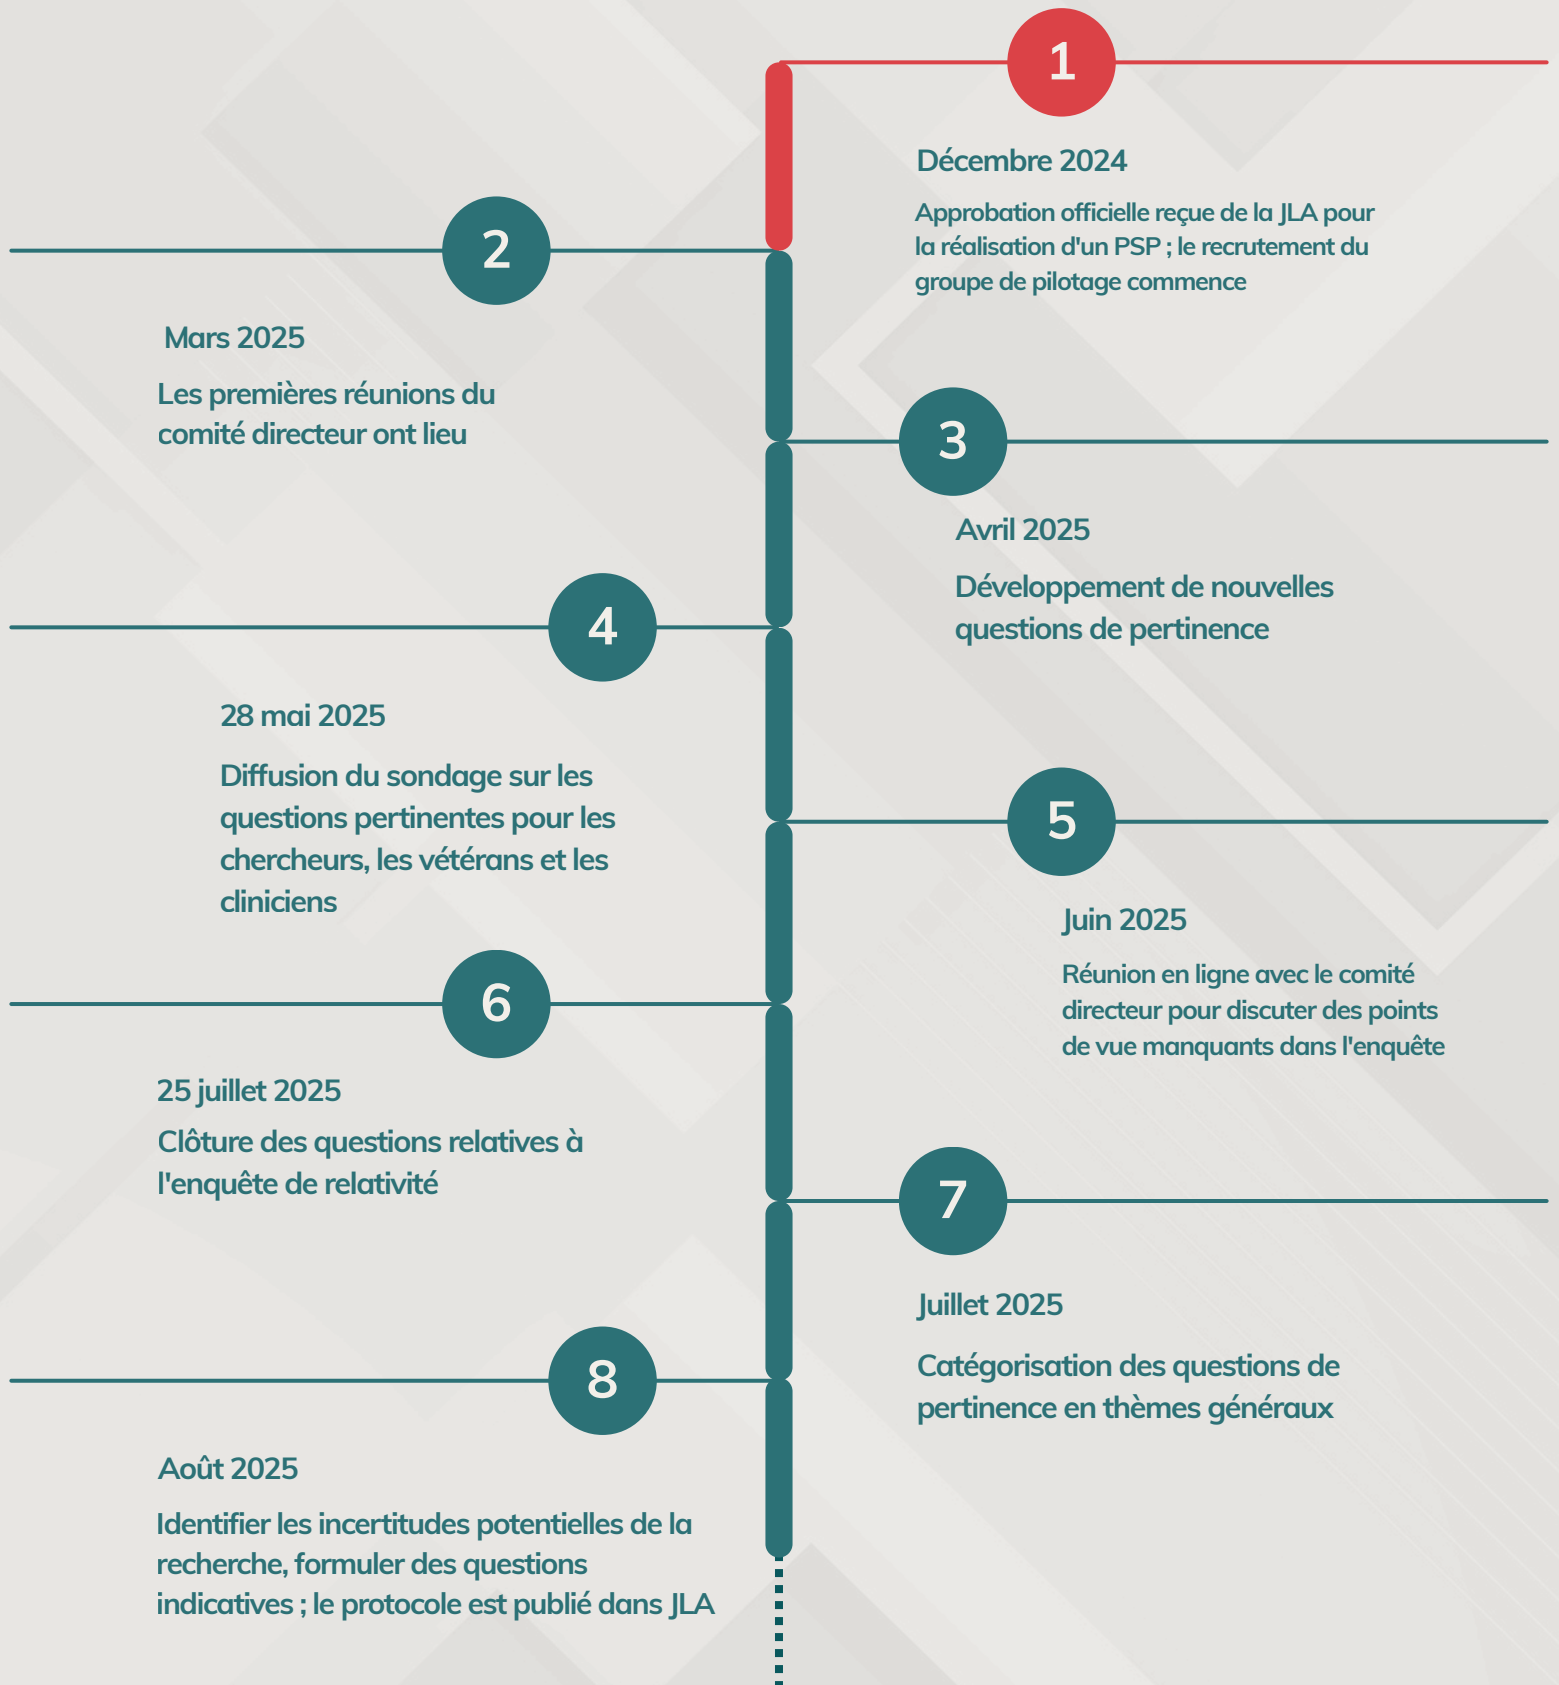 1
Décembre 2024
Approbation officielle reçue de la JLA pour
la réalisation d'un PSP ; le recrutement du
groupe de pilotage commence
2
Mars 2025
Les premières réunions du
comité directeur ont lieu
3
Avril 2025
Développement de nouvelles
questions de pertinence
4
28 mai 2025
Diffusion du sondage sur les
questions pertinentes pour les
chercheurs, les vétérans et les
cliniciens
5
Juin 2025
Réunion en ligne avec le comité
directeur pour discuter des points
de vue manquants dans l'enquête
6
25 juillet 2025
Clôture des questions relatives à
l'enquête de relativité
7
Juillet 2025
Catégorisation des questions de
pertinence en thèmes généraux
8
Août 2025
Identifier les incertitudes potentielles de la
recherche, formuler des questions
indicatives ; le protocole est publié dans JLA